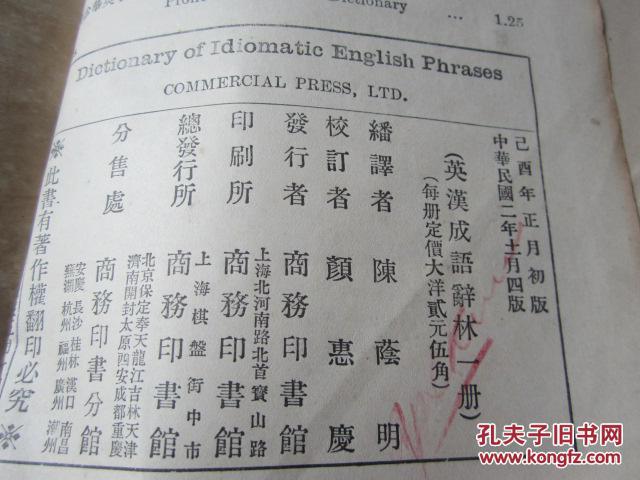 Dictionary
...
1.25
Dictionary of Idiomatic English Phrases
COMMERCIAL PRESS, LTD.
己酉年正月初版
中華民國二年十一月四版
(英漢成語辭林一册)
(每册定價大洋貳元伍角)
繙譯者 陳蔭明
校訂者 顏惠慶
發行者 商務印書館
上海北河南路北首寶山路
印刷所 商務印書館
上海棋盤街中市
總發行所 商務印書館
北京保定奉天龍江吉林天津
濟南開封太原西安成都重慶
分售處 商務印書分館
安慶 長沙 桂林 漢口 南昌
蕪湖 杭州 福州 廣州 潮州
※此書有著作權翻印必究※
孔夫子旧书网
www.kongfz.com